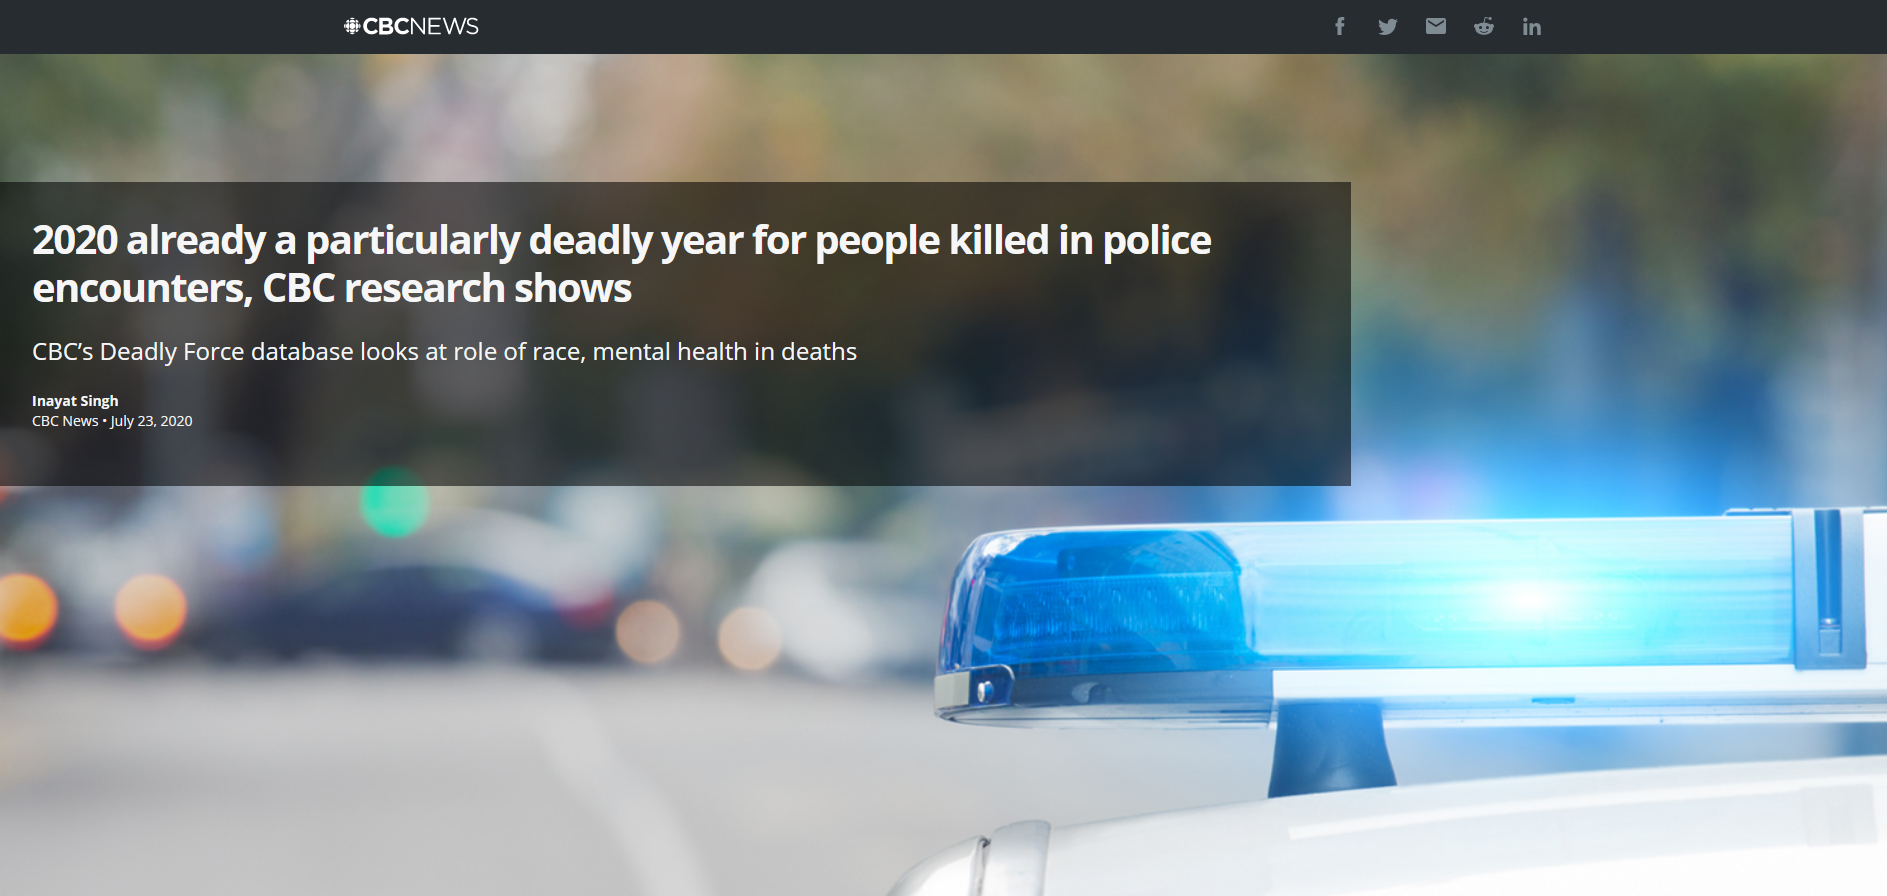 CBCNEWS
2020 already a particularly deadly year for people killed in police
encounters, CBC research shows
CBC’s Deadly Force database looks at role of race, mental health in deaths
Inayat Singh
CBC News • July 23, 2020